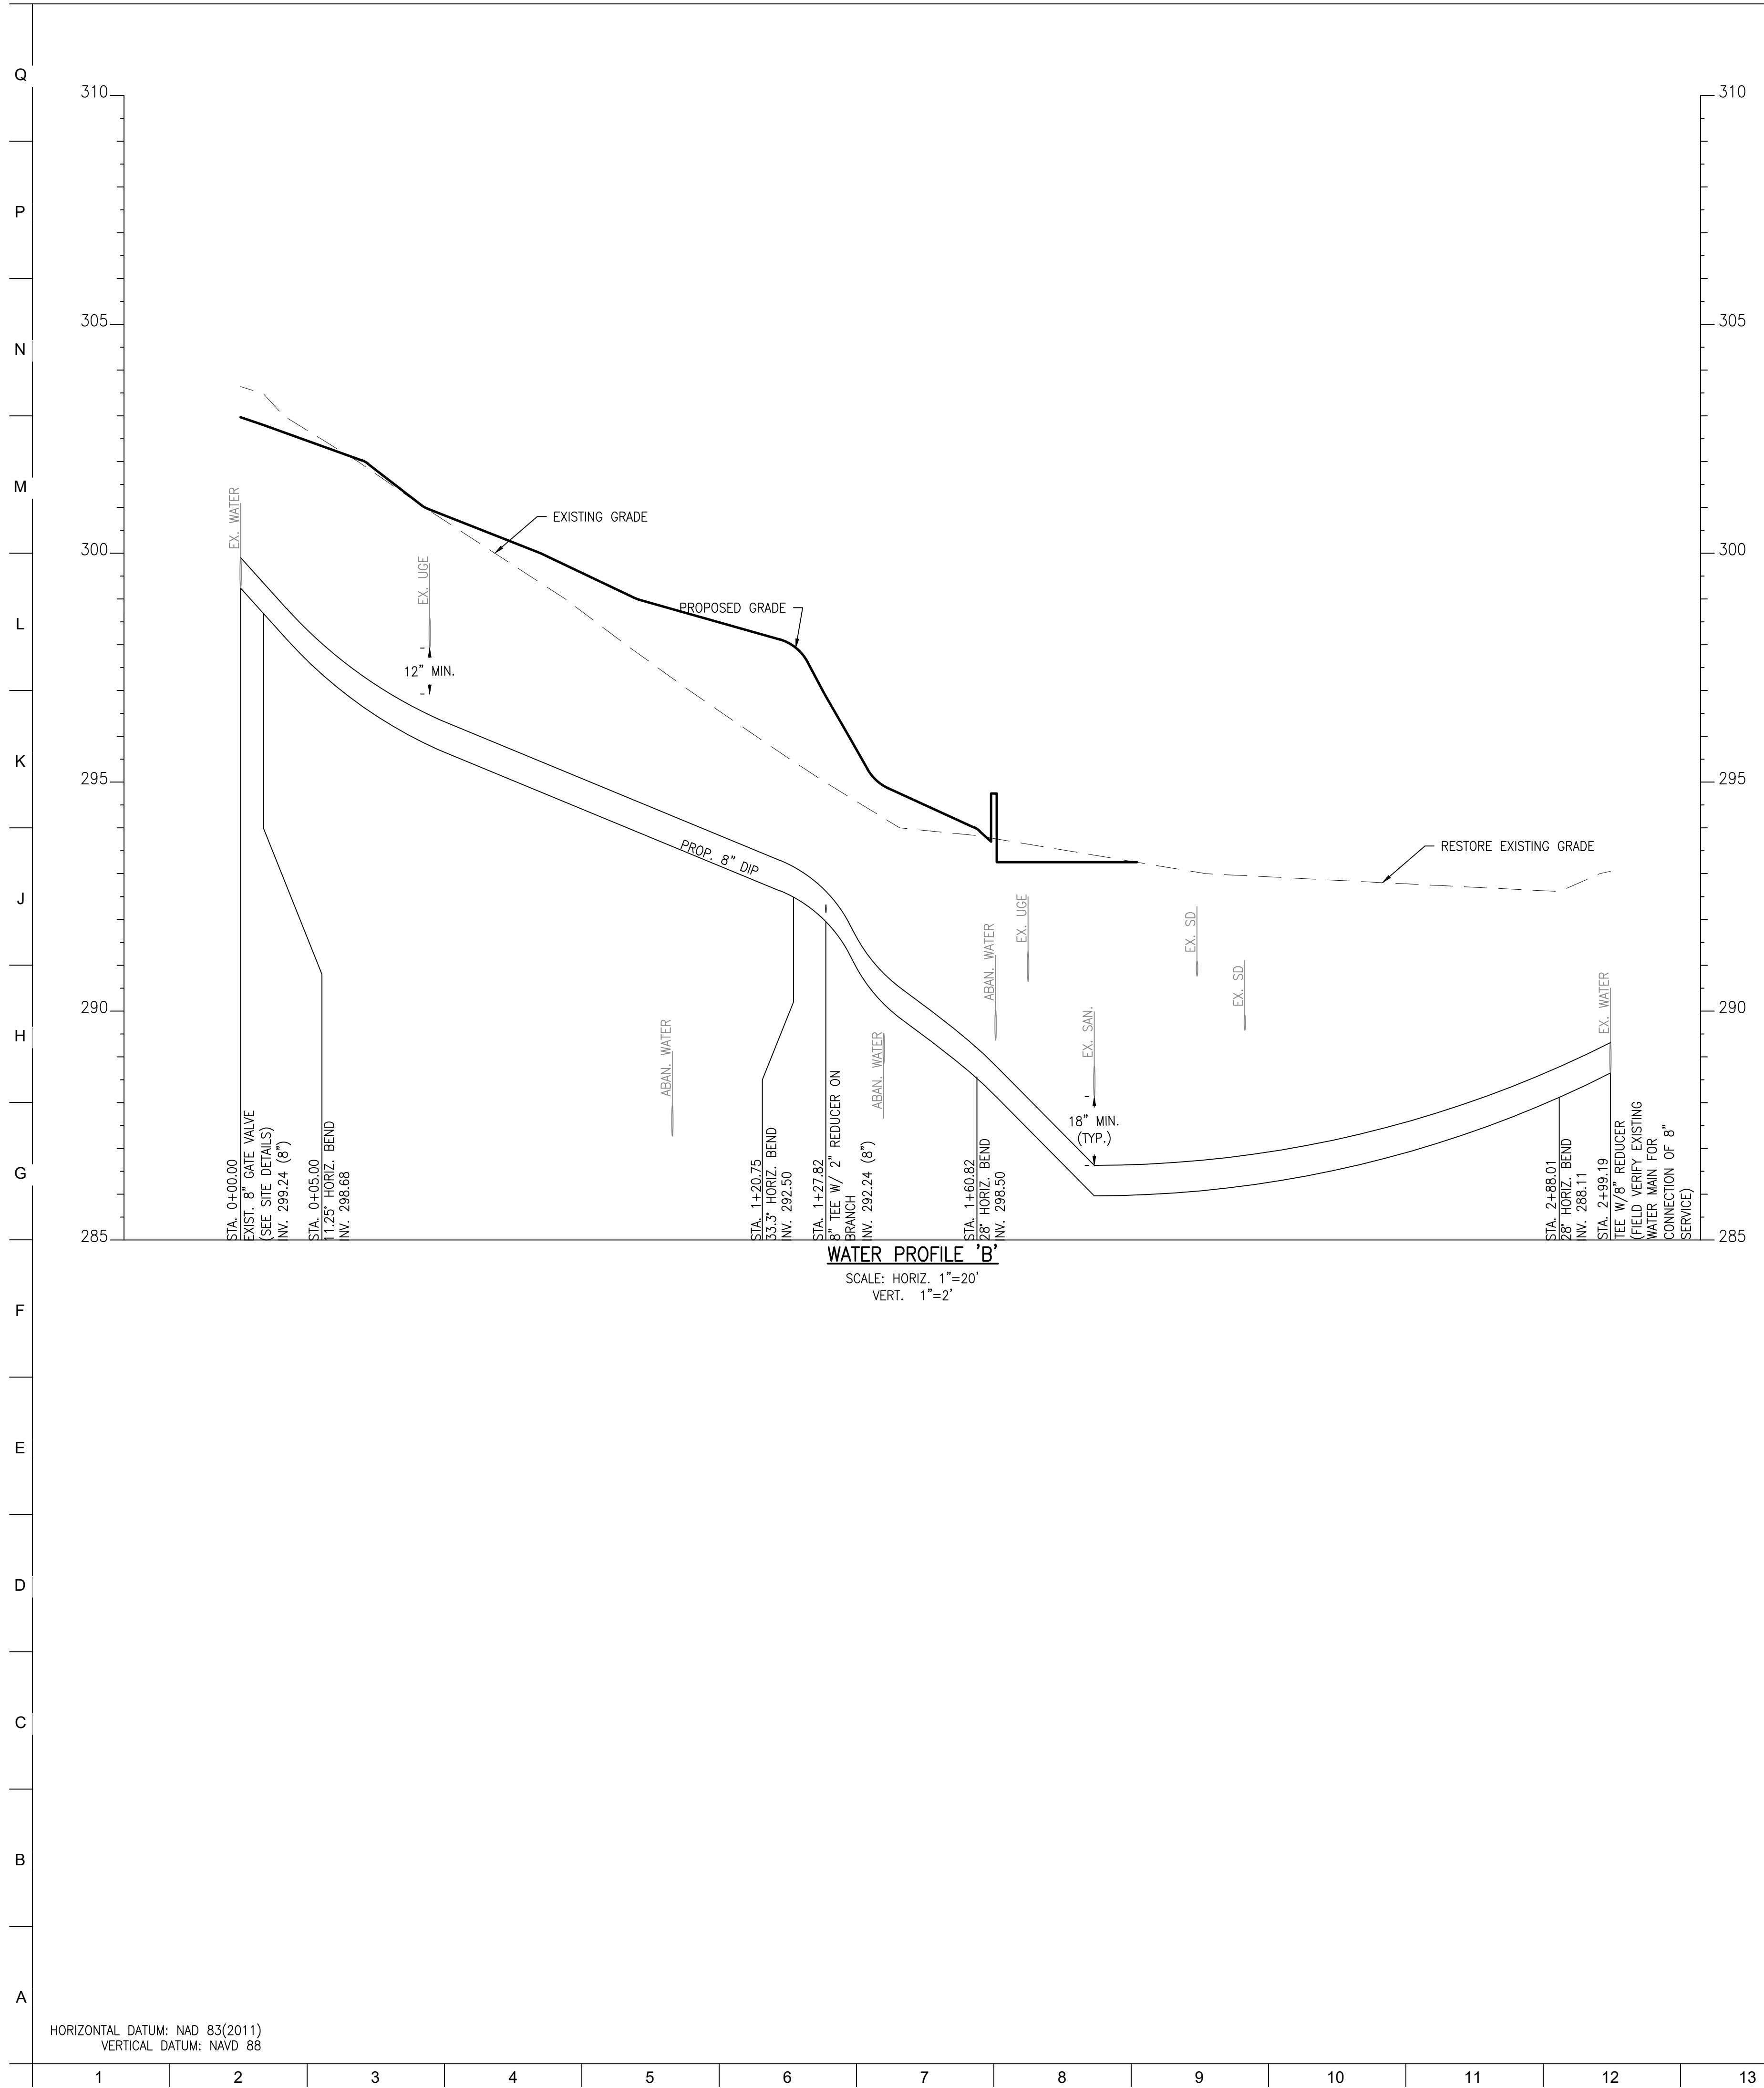 Q
P
N
M
L
K
J
H
G
F
E
D
C
B
A
310
305
300
295
290
285
310
305
300
295
290
285
EX. WATER
EX. UGE
12" MIN.
EXISTING GRADE
PROPOSED GRADE
PROP. 8" DIP
RESTORE EXISTING GRADE
ABAN. WATER
ABAN. WATER
ABAN. WATER
EX. UGE
EX. SAN.
18" MIN.
(TYP.)
EX. SD
EX. SD
EX. WATER
STA. 0+00.00
EXIST. 8" GATE VALVE
(SEE SITE DETAILS)
INV. 299.24 (8")
STA. 0+05.00
11.25° HORIZ. BEND
INV. 298.68
STA. 1+20.75
33.3° HORIZ. BEND
INV. 292.50
STA. 1+27.82
8" TEE W/ 2" REDUCER ON
BRANCH
INV. 292.24 (8")
STA. 1+60.82
28° HORIZ. BEND
INV. 298.50
STA. 2+88.01
28° HORIZ. BEND
INV. 288.11
STA. 2+99.19
TEE W/8" REDUCER
(FIELD VERIFY EXISTING
WATER MAIN FOR
CONNECTION OF 8"
SERVICE)
WATER PROFILE 'B'
SCALE: HORIZ. 1"=20'
VERT. 1"=2'
HORIZONTAL DATUM: NAD 83(2011)
VERTICAL DATUM: NAVD 88
1 2 3 4 5 6 7 8 9 10 11 12 13